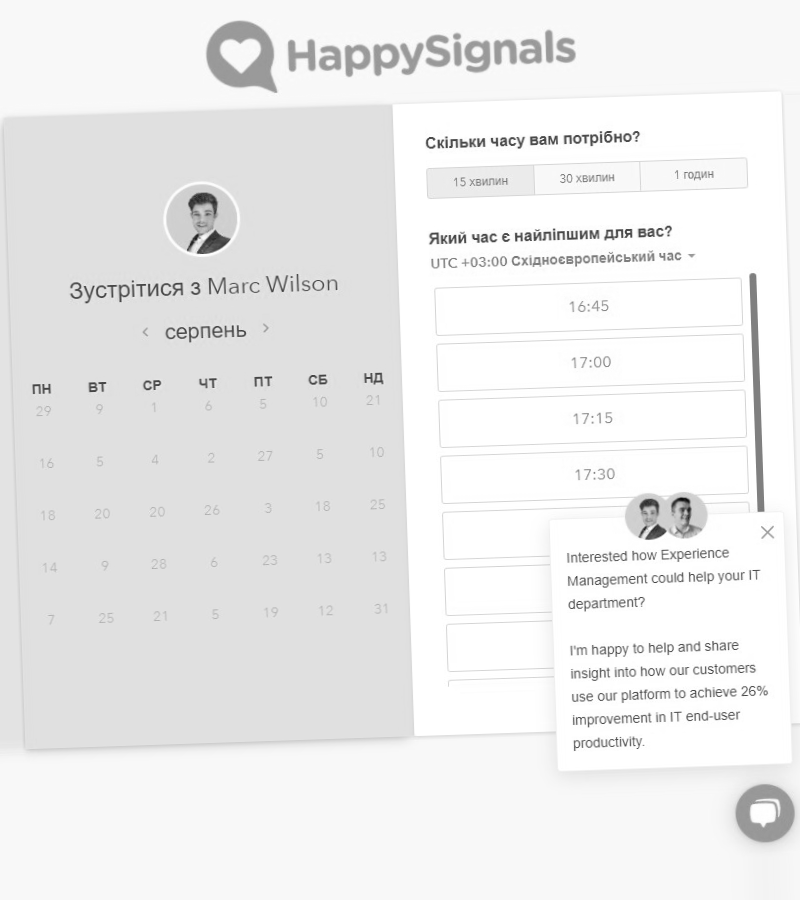 HappySignals
Зустрітися з Marc Wilson
серпень
ПН ВТ СР ЧТ ПТ СБ НД
29 9 1 6 5 10 21
16 5 4 2 27 5 10
18 20 20 26 3 18 25
14 9 28 6 23 13 13
7 25 21 5 19 12 31
Скільки часу вам потрібно?
15 хвилин 30 хвилин 1 годин
Який час є найліпшим для вас?
UTC +03:00 Східноєвропейський час
16:45
17:00
17:15
17:30
Interested how Experience
Management could help your IT
department?
I'm happy to help and share
insight into how our customers
use our platform to achieve 26%
improvement in IT end-user
productivity.